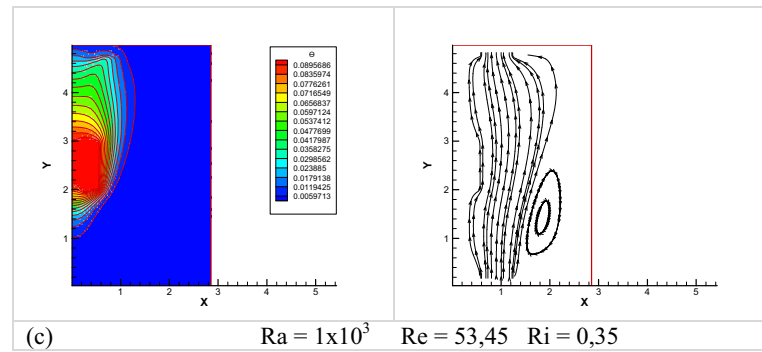 Θ
0.0895686
0.0835974
0.0776261
0.0716549
0.0656837
0.0597124
0.0537412
0.0477699
0.0417987
0.0358275
0.0298562
0.023885
0.0179138
0.0119425
0.0059713
Y
4
3
2
1
1 2 3 4 5
X
Y
4
3
2
1
1 2 3 4 5
X
(c) Ra = 1x10³ Re = 53,45 Ri = 0,35